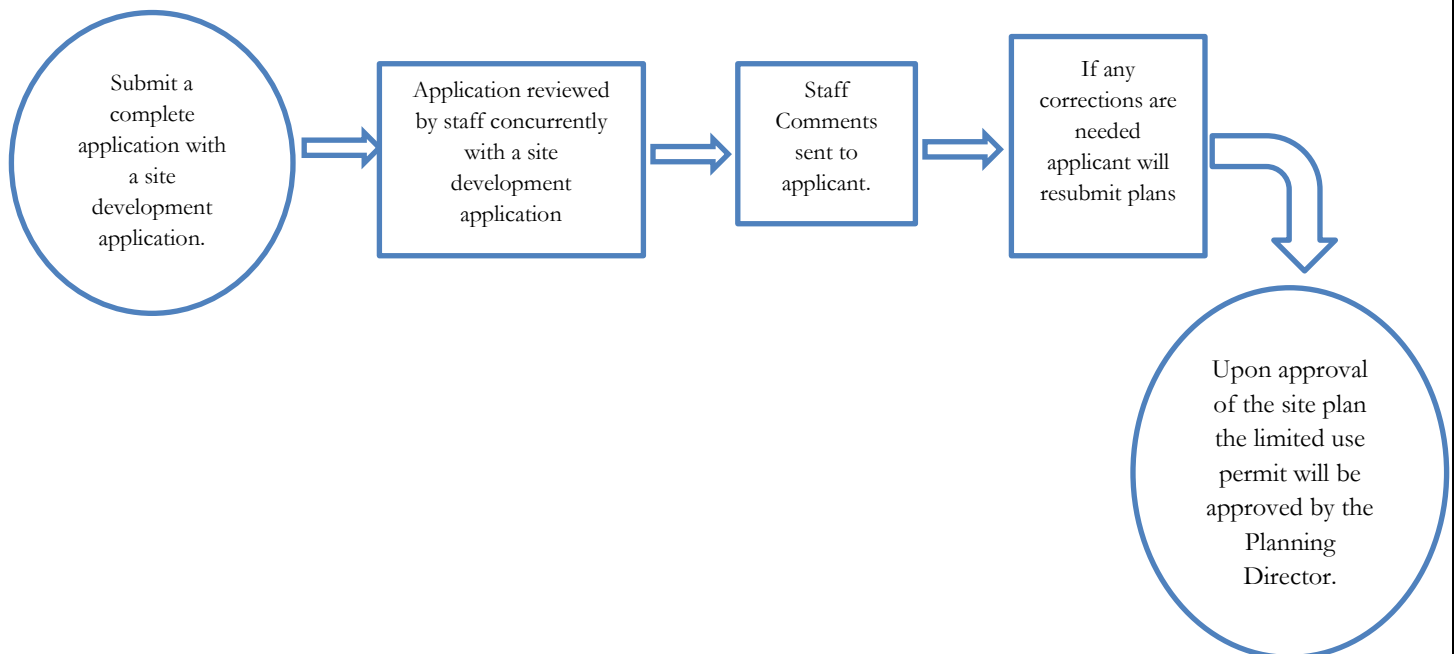 Submit a
complete
application with
a site
development
application.
Application reviewed
by staff concurrently
with a site
development
application
Staff
Comments
sent to
applicant.
If any
corrections are
needed
applicant will
resubmit plans
Upon approval
of the site plan
the limited use
permit will be
approved by the
Planning
Director.